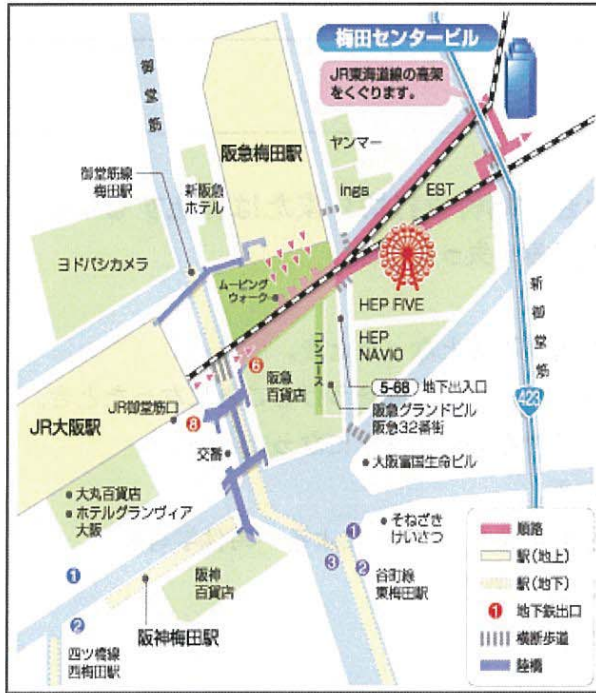 梅田センタービル
JR東海道線の高架
をくぐります。
御堂筋
阪急梅田駅
ヤンマー
御堂筋線
梅田駅
新阪急
ホテル
ings
EST
ヨドバシカメラ
ムービング
ウォーク
HEP FIVE
新御堂筋
HEP
NAVIO
コンコース
6
阪急
百貨店
5-68 地下出入口
JR御堂筋口
8
阪急グランドビル
阪急32番街
423
JR大阪駅
交番
大阪富国生命ビル
大丸百貨店
ホテルグランヴィア
大阪
そねざき
けいさつ
1
3
2
谷町線
東梅田駅
阪神
百貨店
1
2
阪神梅田駅
四ツ橋線
西梅田駅
順路
駅(地上)
駅(地下)
1 地下鉄出口
横断歩道
陸橋